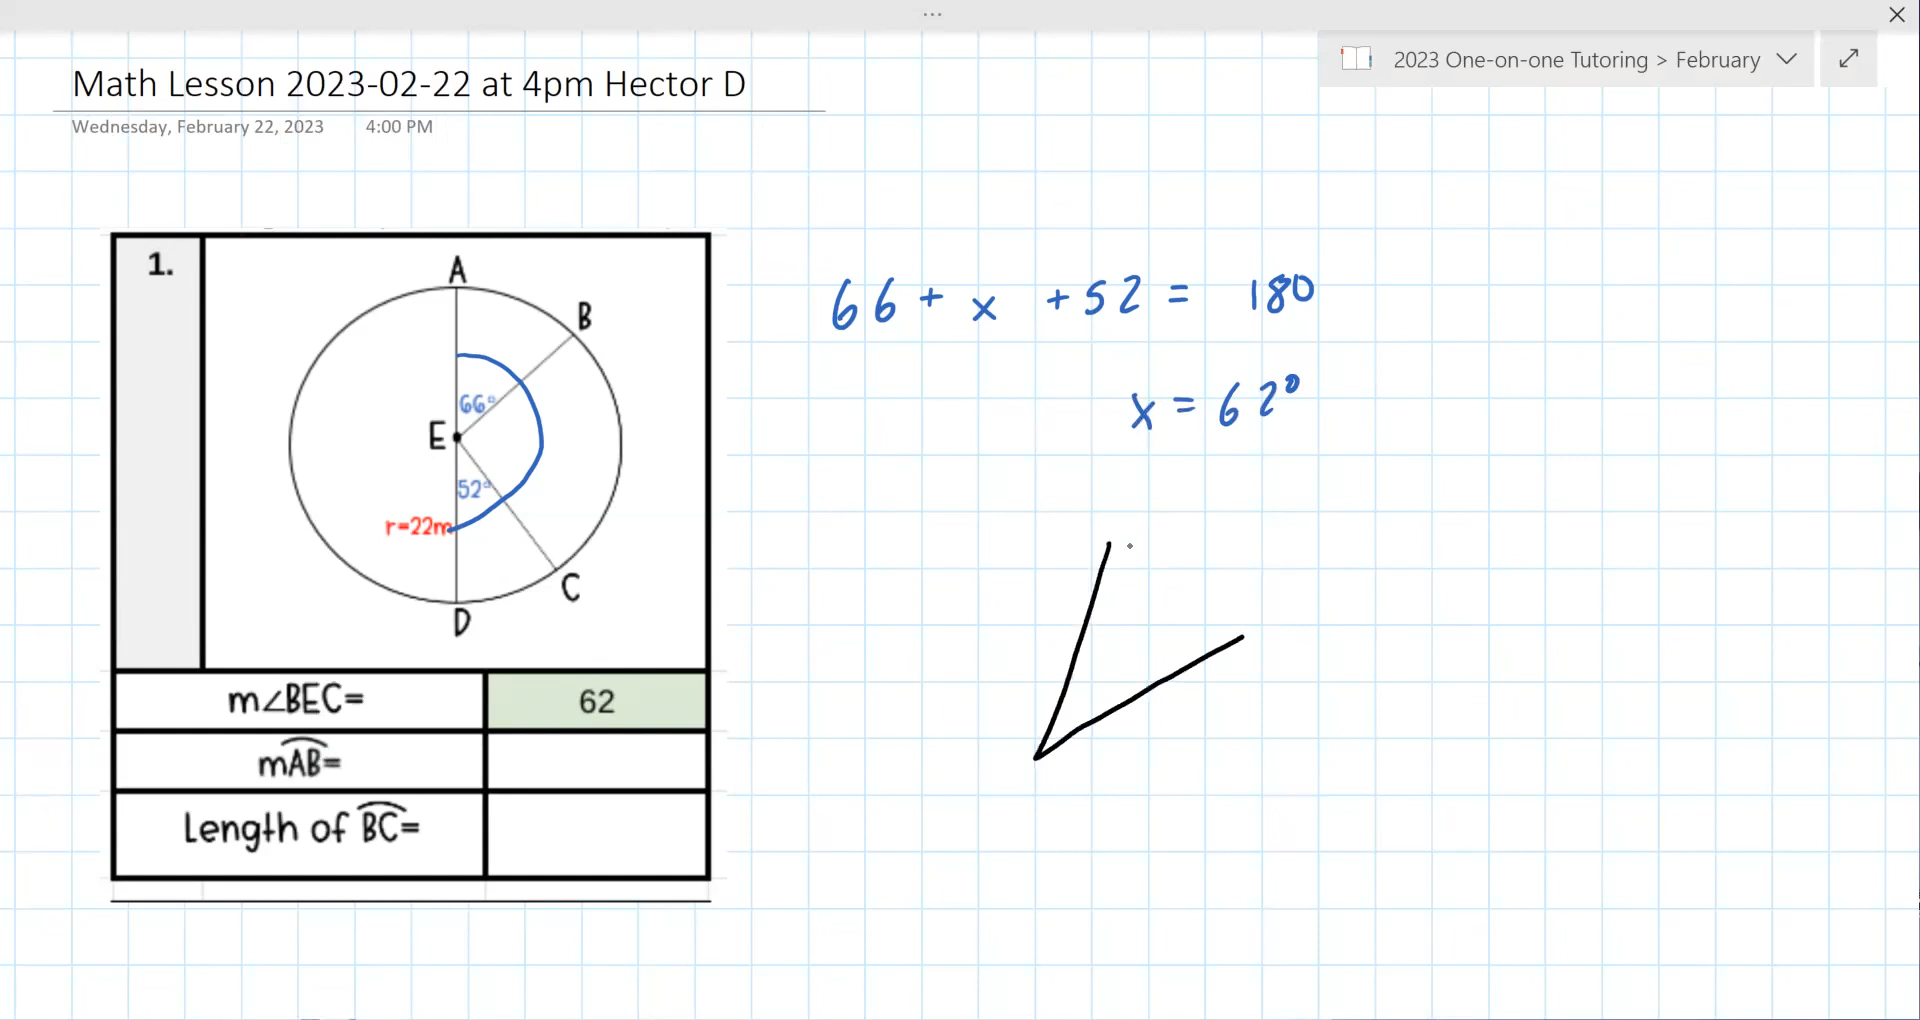 ...
2023 One-on-one Tutoring > February
Math Lesson 2023-02-22 at 4pm Hector D
Wednesday, February 22, 2023 4:00 PM
1.
A
B
66°
E
52°
r=22m
C
D
m∠BEC= 62
mAB=
Length of BC=
66 + x + 52 = 180
x = 62°